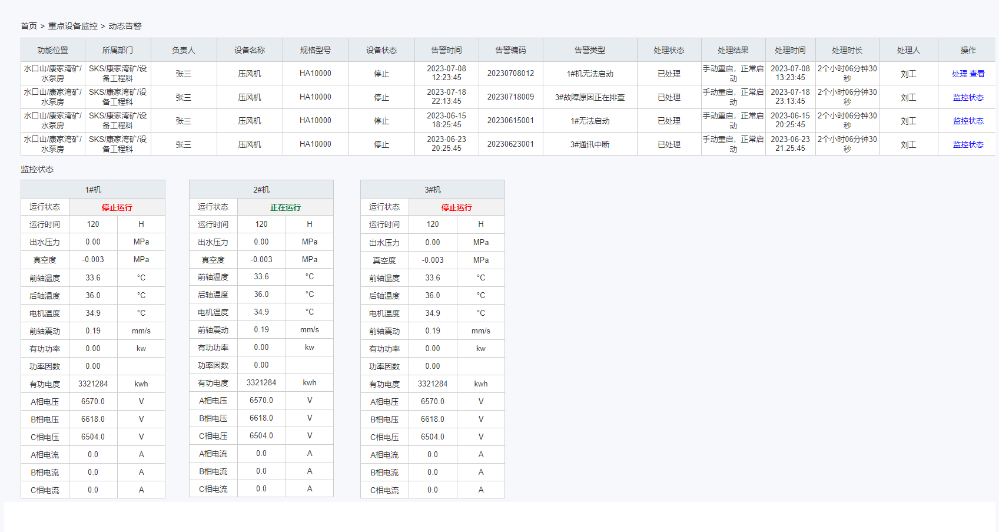 首页 > 重点设备监控 > 动态告警
功能位置 所属部门 负责人 设备名称 规格型号 设备状态 告警时间 告警编码 告警类型 处理状态 处理结果 处理时间 处理时长 处理人 操作
水口山/康家湾矿/水泵房 SKS/康家湾矿/设备工程科 张三 压风机 HA10000 停止 2023-07-08 12:23:45 20230708012 1#机无法启动 已处理 手动重启，正常启动 2023-07-08 13:23:45 2个小时06分钟30秒 刘工 处理 查看
水口山/康家湾矿/水泵房 SKS/康家湾矿/设备工程科 张三 压风机 HA10000 停止 2023-07-18 22:13:45 20230718009 3#故障原因正在排查 已处理 手动重启，正常启动 2023-07-18 23:13:45 2个小时06分钟30秒 刘工 监控状态
水口山/康家湾矿/水泵房 SKS/康家湾矿/设备工程科 张三 压风机 HA10000 停止 2023-06-15 18:25:45 20230615001 1#无法启动 已处理 手动重启，正常启动 2023-06-15 20:25:45 2个小时06分钟30秒 刘工 监控状态
水口山/康家湾矿/水泵房 SKS/康家湾矿/设备工程科 张三 压风机 HA10000 停止 2023-06-23 20:25:45 20230623001 3#通讯中断 已处理 手动重启，正常启动 2023-06-23 21:25:45 2个小时06分钟30秒 刘工 监控状态
监控状态
1#机
运行状态 停止运行
运行时间 120 H
出水压力 0.00 MPa
真空度 -0.003 MPa
前轴温度 33.6 °C
后轴温度 36.0 °C
电机温度 34.9 °C
前轴震动 0.19 mm/s
有功功率 0.00 kw
功率因数 0.00
有功电度 3321284 kwh
A相电压 6570.0 V
B相电压 6618.0 V
C相电压 6504.0 V
A相电流 0.0 A
B相电流 0.0 A
C相电流 0.0 A
2#机
运行状态 正在运行
运行时间 120 H
出水压力 0.00 MPa
真空度 -0.003 MPa
前轴温度 33.6 °C
后轴温度 36.0 °C
电机温度 34.9 °C
前轴震动 0.19 mm/s
有功功率 0.00 kw
功率因数 0.00
有功电度 3321284 kwh
A相电压 6570.0 V
B相电压 6618.0 V
C相电压 6504.0 V
A相电流 0.0 A
B相电流 0.0 A
C相电流 0.0 A
3#机
运行状态 停止运行
运行时间 120 H
出水压力 0.00 MPa
真空度 -0.003 MPa
前轴温度 33.6 °C
后轴温度 36.0 °C
电机温度 34.9 °C
前轴震动 0.19 mm/s
有功功率 0.00 kw
功率因数 0.00
有功电度 3321284 kwh
A相电压 6570.0 V
B相电压 6618.0 V
C相电压 6504.0 V
A相电流 0.0 A
B相电流 0.0 A
C相电流 0.0 A